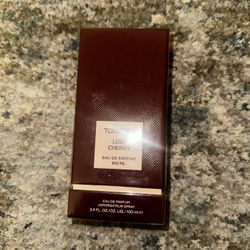 TOM FORD
LOST
CHERRY
EAU DE PARFUM
100 ML
EAU DE PARFUM
VAPORISATEUR SPRAY
3.4 FL.OZ./OZ. LIQ./100 ml ℮